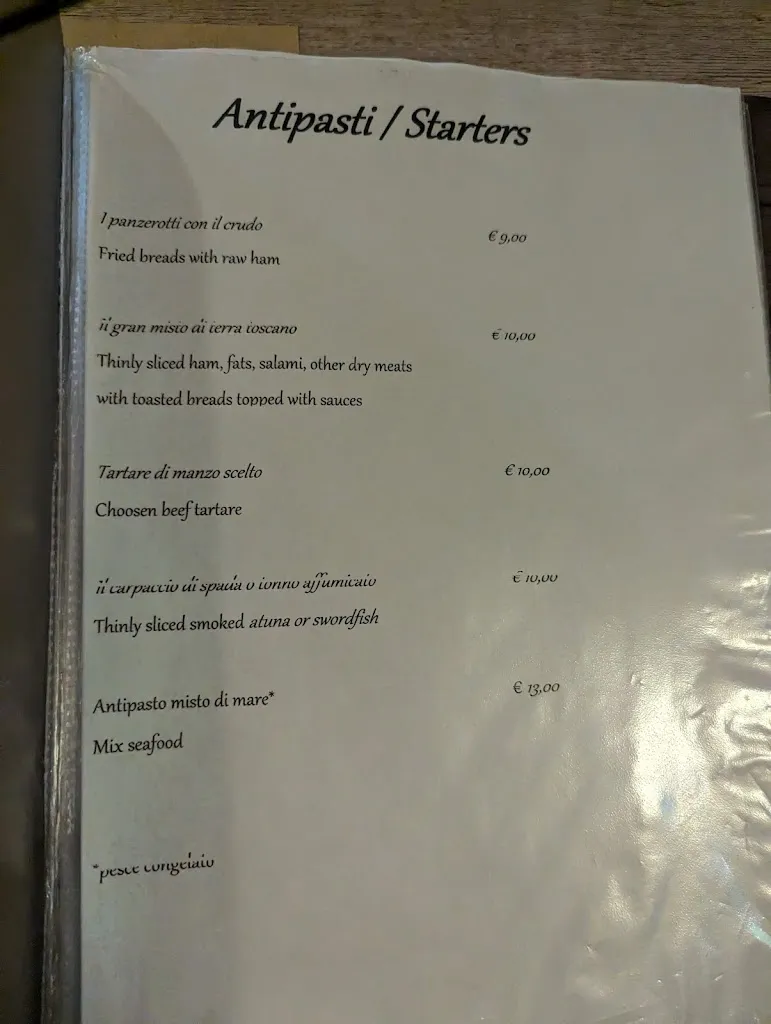 Antipasti / Starters
I panzerotti con il crudo
€ 9,00
Fried breads with raw ham
il gran misto di terra toscano
€ 10,00
Thinly sliced ham, fats, salami, other dry meats
with toasted breads topped with sauces
Tartare di manzo scelto
€ 10,00
Choosen beef tartare
il carpaccio di spada o tonno affumicato
€ 10,00
Thinly sliced smoked atuna or swordfish
Antipasto misto di mare*
€ 13,00
Mix seafood
*pesce congelato